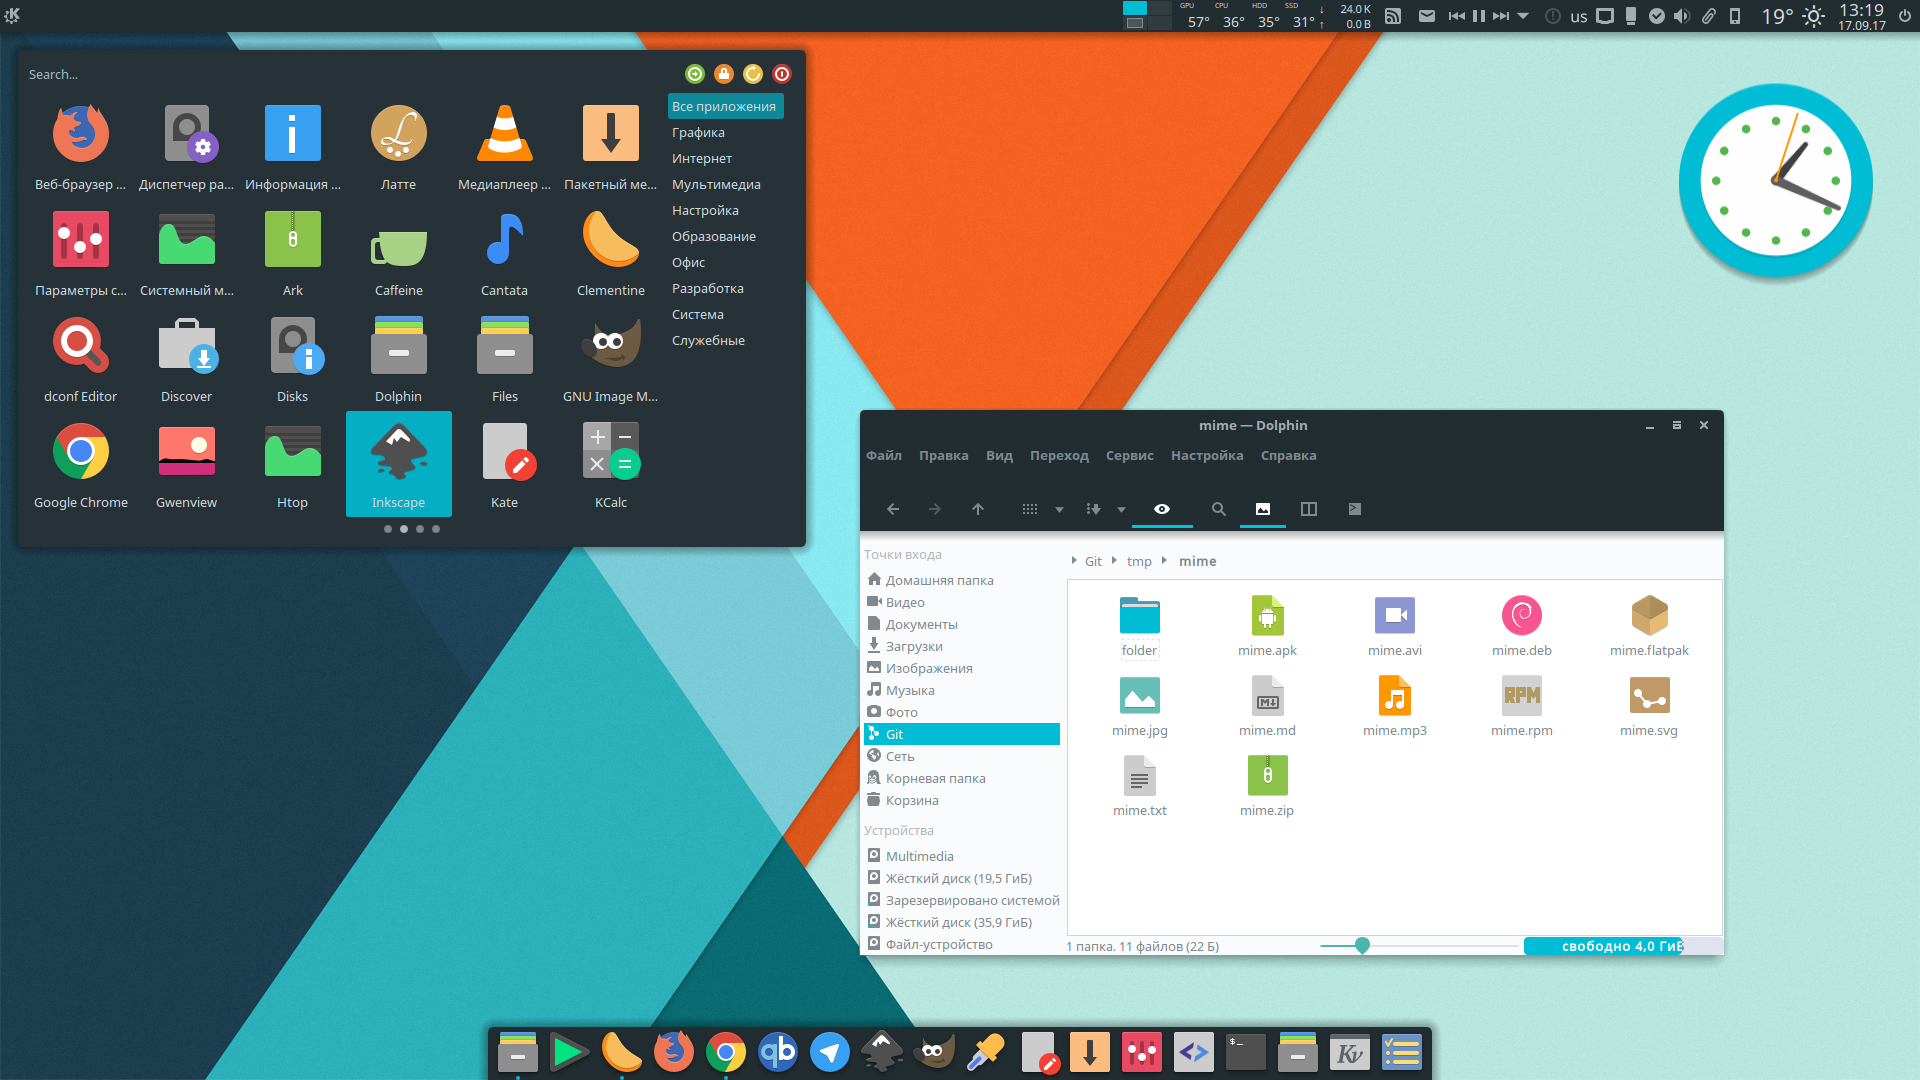 GPU CPU HDD SSD
57° 36° 35° 31°
↓ 24.0 K
↑ 0.0 B
us
19°
13:19
17.09.17
Search...
Веб-браузер ...
Диспетчер ра...
Информация ...
Латте
Медиаплеер ...
Пакетный ме...
Параметры с...
Системный м...
Ark
Caffeine
Cantata
Clementine
dconf Editor
Discover
Disks
Dolphin
Files
GNU Image M...
Google Chrome
Gwenview
Htop
Inkscape
Kate
KCalc
Все приложения
Графика
Интернет
Мультимедиа
Настройка
Образование
Офис
Разработка
Система
Служебные
mime — Dolphin
Файл Правка Вид Переход Сервис Настройка Справка
Точки входа
Домашняя папка
Видео
Документы
Загрузки
Изображения
Музыка
Фото
Git
Сеть
Корневая папка
Корзина
Устройства
Multimedia
Жёсткий диск (19,5 ГиБ)
Зарезервировано системой
Жёсткий диск (35,9 ГиБ)
Файл-устройство
Git tmp mime
folder
mime.apk
mime.avi
mime.deb
mime.flatpak
mime.jpg
mime.md
mime.mp3
RPM
mime.rpm
mime.svg
mime.txt
mime.zip
1 папка. 11 файлов (22 Б)
свободно 4,0 ГиБ
qb
$_
Kv